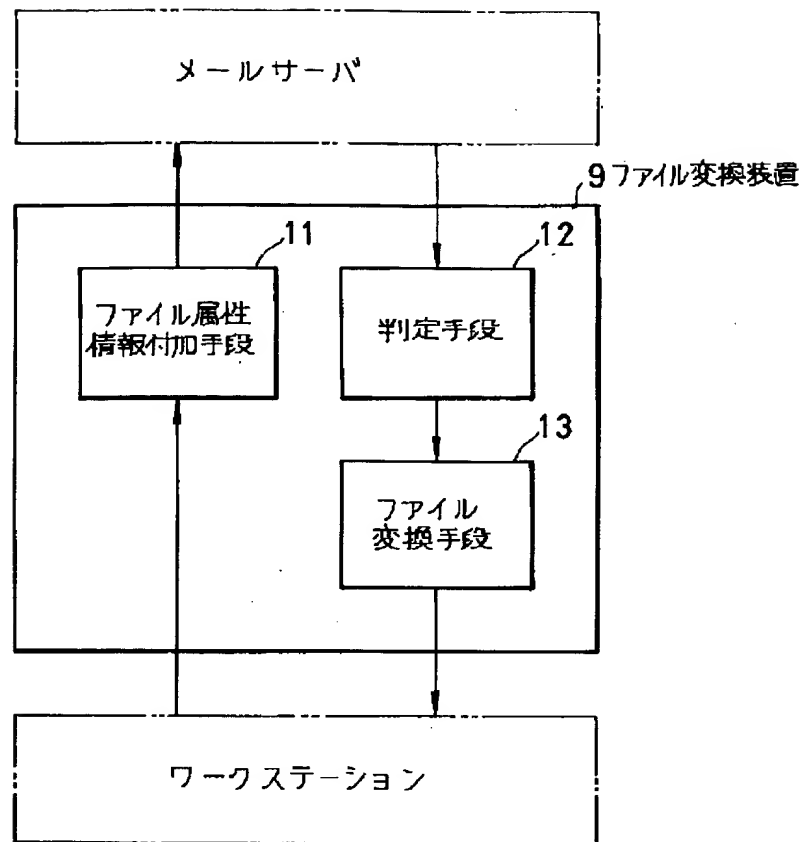 メールサーバ
9ファイル変換装置
11
ファイル属性
情報付加手段
12
判定手段
13
ファイル
変換手段
ワークステーション